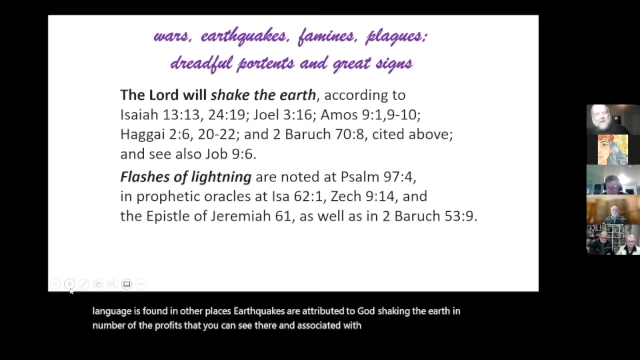 wars, earthquakes, famines, plagues;
dreadful portents and great signs
The Lord will shake the earth, according to
Isaiah 13:13, 24:19; Joel 3:16; Amos 9:1,9-10;
Haggai 2:6, 20-22; and 2 Baruch 70:8, cited above;
and see also Job 9:6.
Flashes of lightning are noted at Psalm 97:4,
in prophetic oracles at Isa 62:1, Zech 9:14, and
the Epistle of Jeremiah 61, as well as in 2 Baruch 53:9.
language is found in other places Earthquakes are attributed to God shaking the earth in
number of the profits that you can see there and associated with